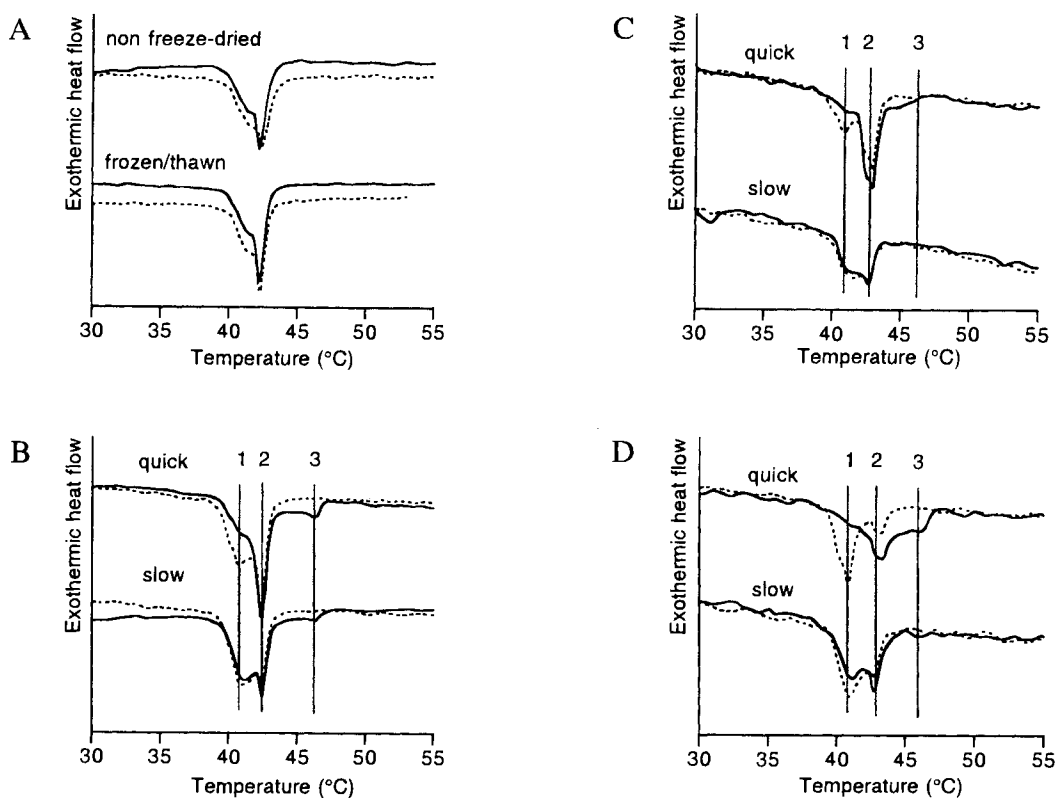 A
Exothermic heat flow
non freeze-dried
frozen/thawn
30 35 40 45 50 55
Temperature (°C)
B
Exothermic heat flow
quick
1 2 3
slow
30 35 40 45 50 55
Temperature (°C)
C
Exothermic heat flow
quick
1 2 3
slow
30 35 40 45 50 55
Temperature (°C)
D
Exothermic heat flow
quick
1 2 3
slow
30 35 40 45 50 55
Temperature (°C)